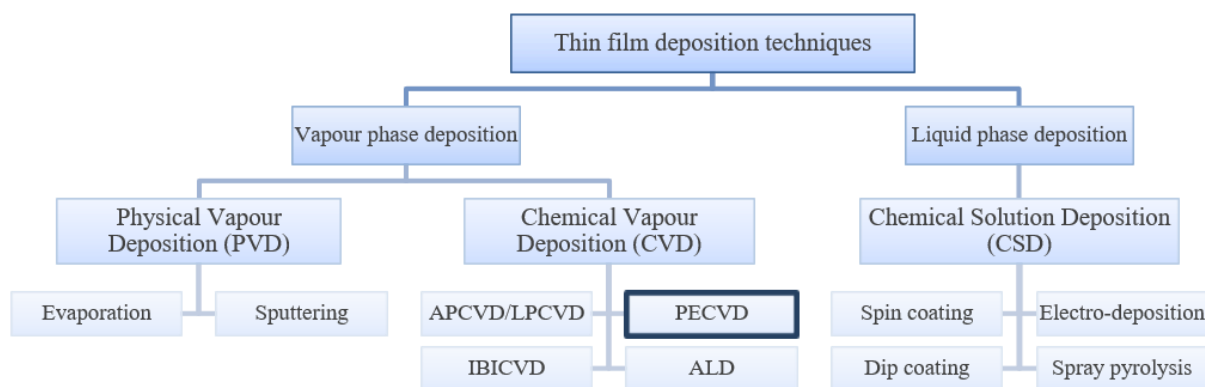 Thin film deposition techniques
Vapour phase deposition
Liquid phase deposition
Physical Vapour
Deposition (PVD)
Chemical Vapour
Deposition (CVD)
Chemical Solution Deposition
(CSD)
Evaporation
Sputtering
APCVD/LPCVD
PECVD
Spin coating
Electro-deposition
IBICVD
ALD
Dip coating
Spray pyrolysis